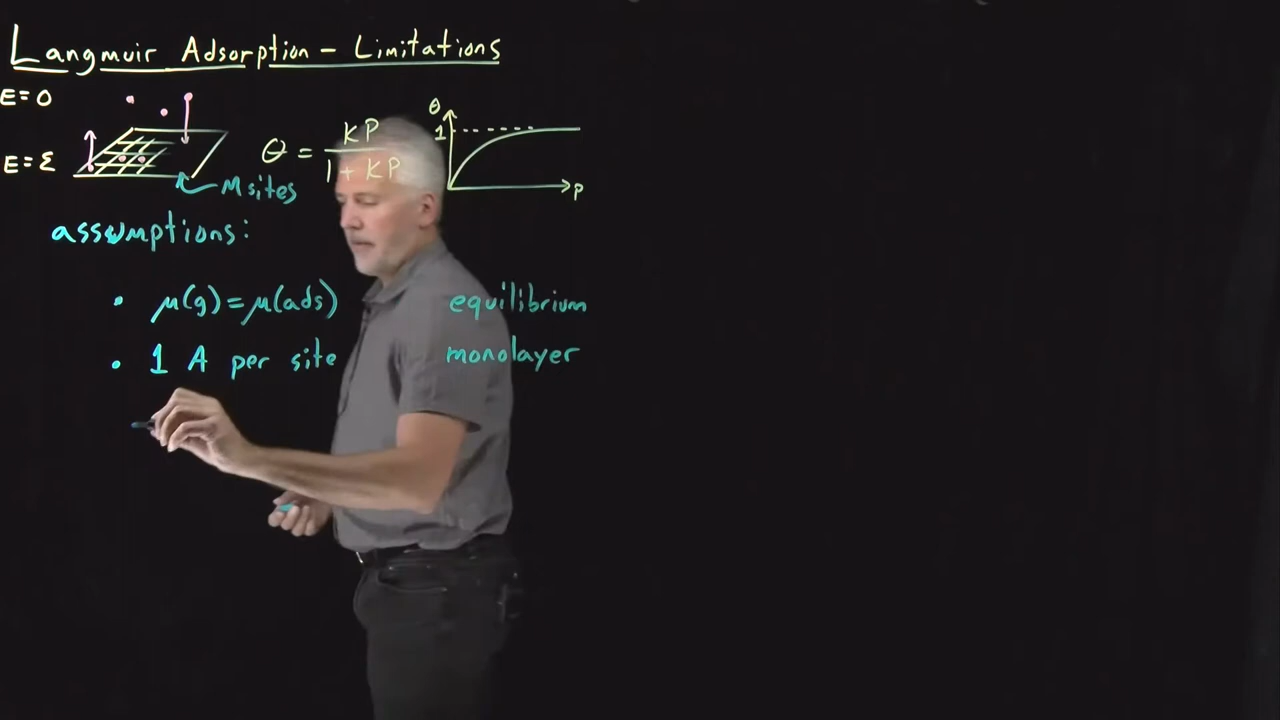 Langmuir Adsorption - Limitations
E=0
E=ε
M sites
θ = KP / 1 + KP
θ
1
P
assumptions:
• μ(g) = μ(ads) equilibrium
• 1 A per site monolayer